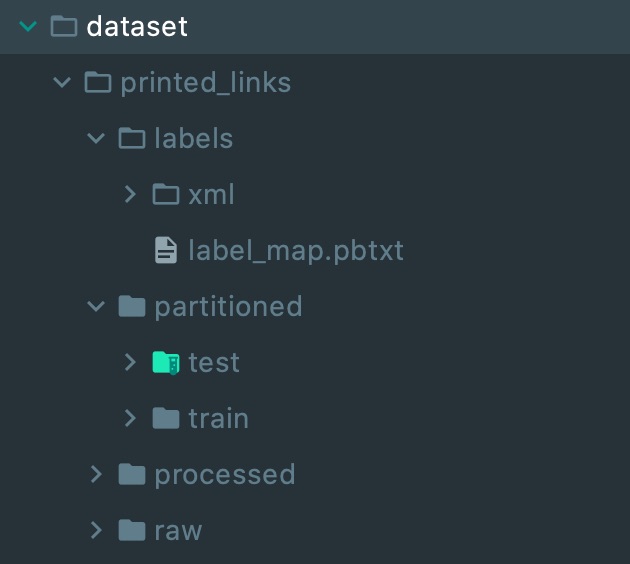 dataset
printed_links
labels
xml
label_map.pbtxt
partitioned
test
train
processed
raw